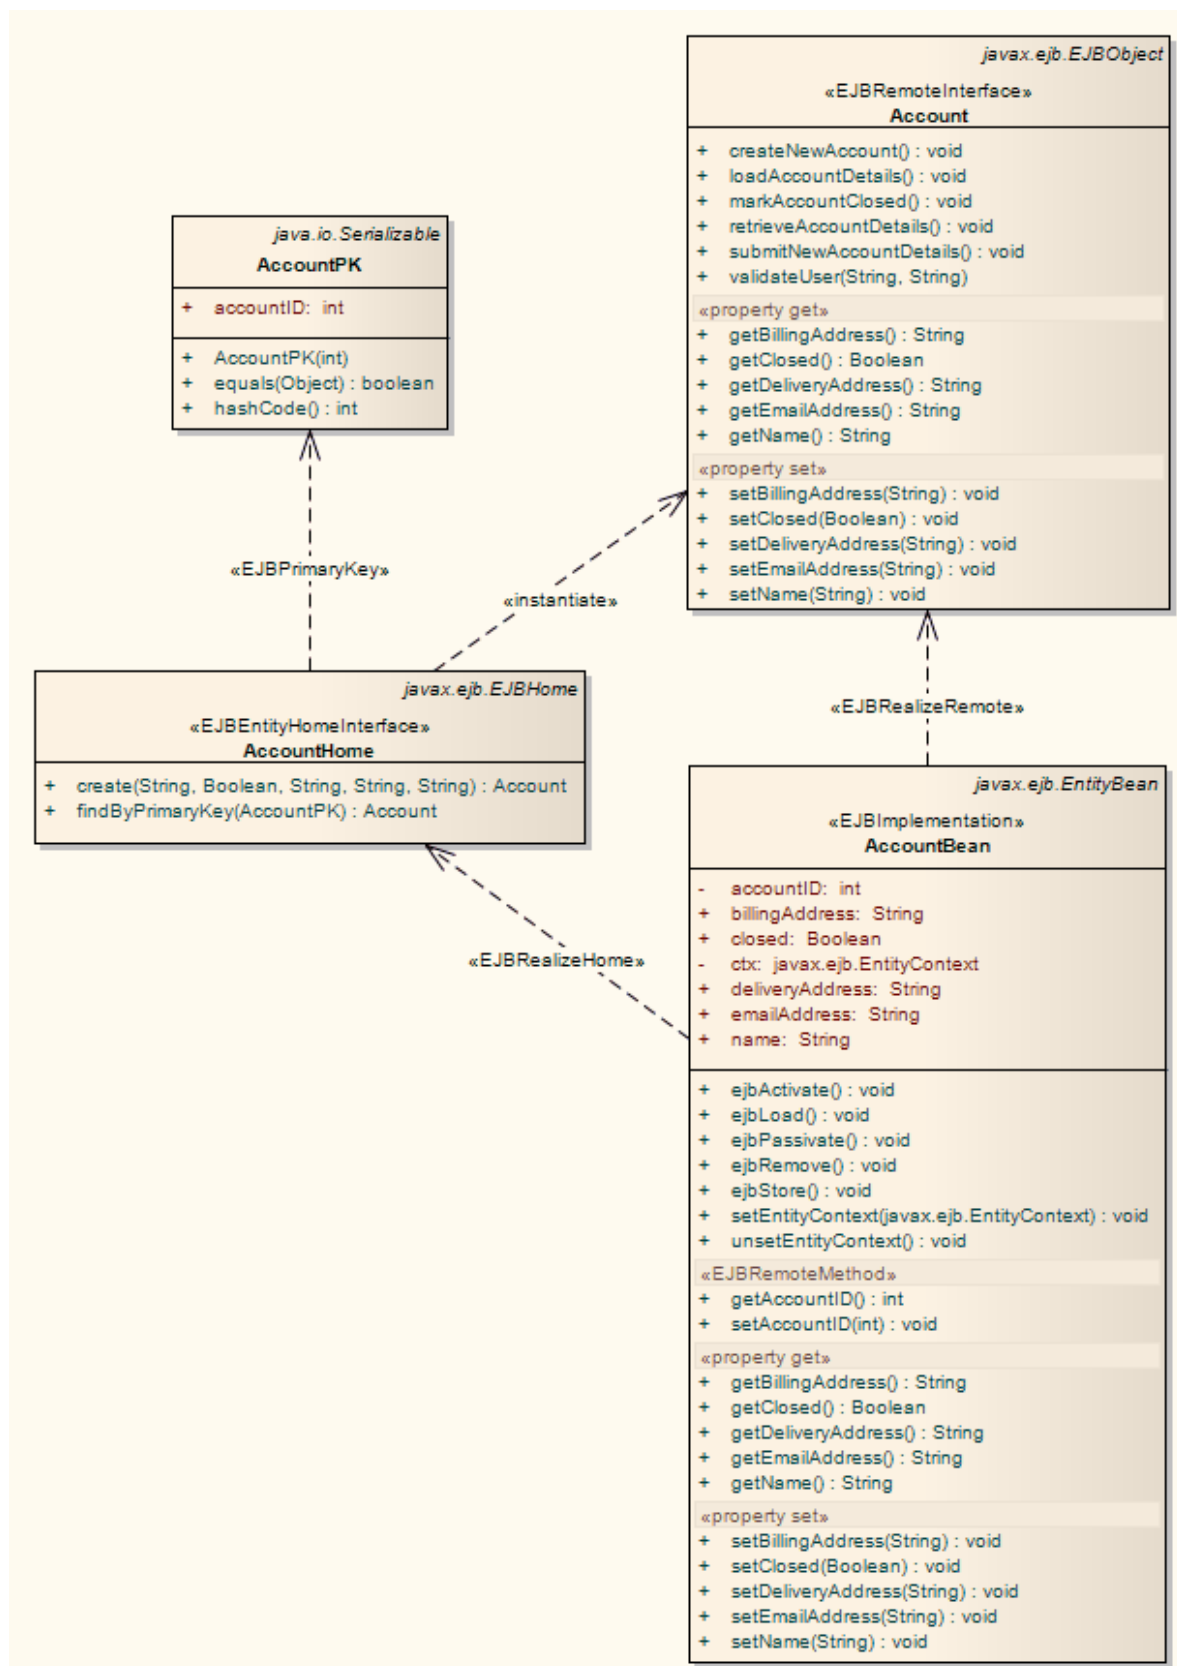 javax.ejb.EJBObject
«EJBRemoteInterface»
Account
+ createNewAccount() : void
+ loadAccountDetails() : void
+ markAccountClosed() : void
+ retrieveAccountDetails() : void
+ submitNewAccountDetails() : void
+ validateUser(String, String)
«property get»
+ getBillingAddress() : String
+ getClosed() : Boolean
+ getDeliveryAddress() : String
+ getEmailAddress() : String
+ getName() : String
«property set»
+ setBillingAddress(String) : void
+ setClosed(Boolean) : void
+ setDeliveryAddress(String) : void
+ setEmailAddress(String) : void
+ setName(String) : void
java.io.Serializable
AccountPK
+ accountID: int
+ AccountPK(int)
+ equals(Object) : boolean
+ hashCode() : int
«EJBPrimaryKey»
«instantiate»
javax.ejb.EJBHome
«EJBEntityHomeInterface»
AccountHome
+ create(String, Boolean, String, String, String) : Account
+ findByPrimaryKey(AccountPK) : Account
«EJBRealizeRemote»
«EJBRealizeHome»
javax.ejb.EntityBean
«EJBImplementation»
AccountBean
- accountID: int
+ billingAddress: String
+ closed: Boolean
- ctx: javax.ejb.EntityContext
+ deliveryAddress: String
+ emailAddress: String
+ name: String
+ ejbActivate() : void
+ ejbLoad() : void
+ ejbPassivate() : void
+ ejbRemove() : void
+ ejbStore() : void
+ setEntityContext(javax.ejb.EntityContext) : void
+ unsetEntityContext() : void
«EJBRemoteMethod»
+ getAccountID() : int
+ setAccountID(int) : void
«property get»
+ getBillingAddress() : String
+ getClosed() : Boolean
+ getDeliveryAddress() : String
+ getEmailAddress() : String
+ getName() : String
«property set»
+ setBillingAddress(String) : void
+ setClosed(Boolean) : void
+ setDeliveryAddress(String) : void
+ setEmailAddress(String) : void
+ setName(String) : void